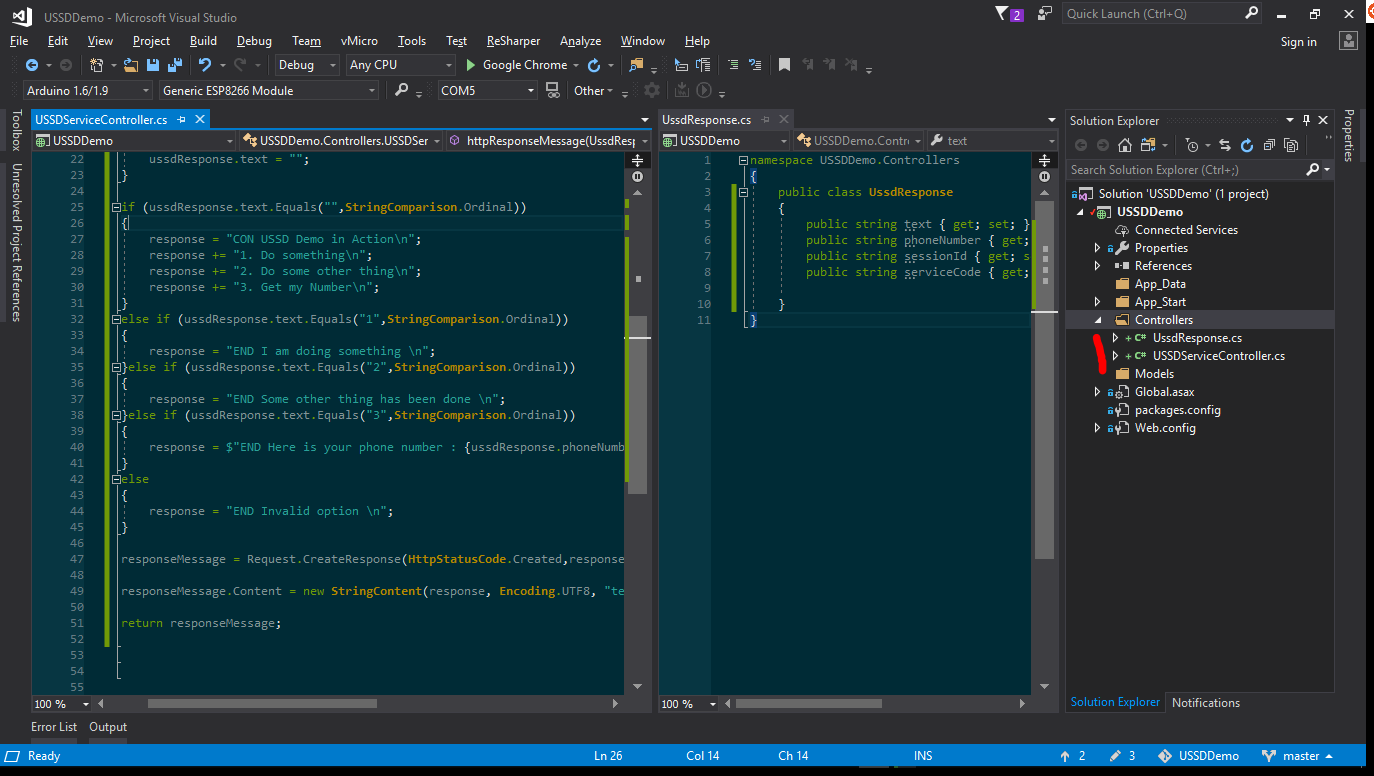 USSDDemo - Microsoft Visual Studio
2
Quick Launch (Ctrl+Q)
File Edit View Project Build Debug Team vMicro Tools Test ReSharper Analyze Window Help
Sign in
Debug Any CPU Google Chrome
Arduino 1.6/1.9 Generic ESP8266 Module COM5 Other
Toolbox
Unresolved Project References
USSDServiceController.cs
USSDDemo USSDDemo.Controllers.USSDSer httpResponseMessage(UssdResp
22 ussdResponse.text = "";
23 }
24
25 if (ussdResponse.text.Equals("",StringComparison.Ordinal))
26 {
27 response = "CON USSD Demo in Action\n";
28 response += "1. Do something\n";
29 response += "2. Do some other thing\n";
30 response += "3. Get my Number\n";
31 }
32 else if (ussdResponse.text.Equals("1",StringComparison.Ordinal))
33 {
34 response = "END I am doing something \n";
35 }else if (ussdResponse.text.Equals("2",StringComparison.Ordinal))
36 {
37 response = "END Some other thing has been done \n";
38 }else if (ussdResponse.text.Equals("3",StringComparison.Ordinal))
39 {
40 response = $"END Here is your phone number : {ussdResponse.phoneNumb
41 }
42 else
43 {
44 response = "END Invalid option \n";
45 }
46
47 responseMessage = Request.CreateResponse(HttpStatusCode.Created,response
48
49 responseMessage.Content = new StringContent(response, Encoding.UTF8, "te
50
51 return responseMessage;
52
53
54
55
100 %
UssdResponse.cs
USSDDemo USSDDemo.Contro text
1 namespace USSDDemo.Controllers
2 {
3 public class UssdResponse
4 {
5 public string text { get; set; }
6 public string phoneNumber { get;
7 public string sessionId { get; s
8 public string serviceCode { get;
9
10 }
11 }
100 %
Solution Explorer
Search Solution Explorer (Ctrl+;)
Solution 'USSDDemo' (1 project)
USSDDemo
Connected Services
Properties
References
App_Data
App_Start
Controllers
UssdResponse.cs
USSDServiceController.cs
Models
Global.asax
packages.config
Web.config
Solution Explorer Notifications
Properties
Error List Output
Ready Ln 26 Col 14 Ch 14 INS 2 3 USSDDemo master